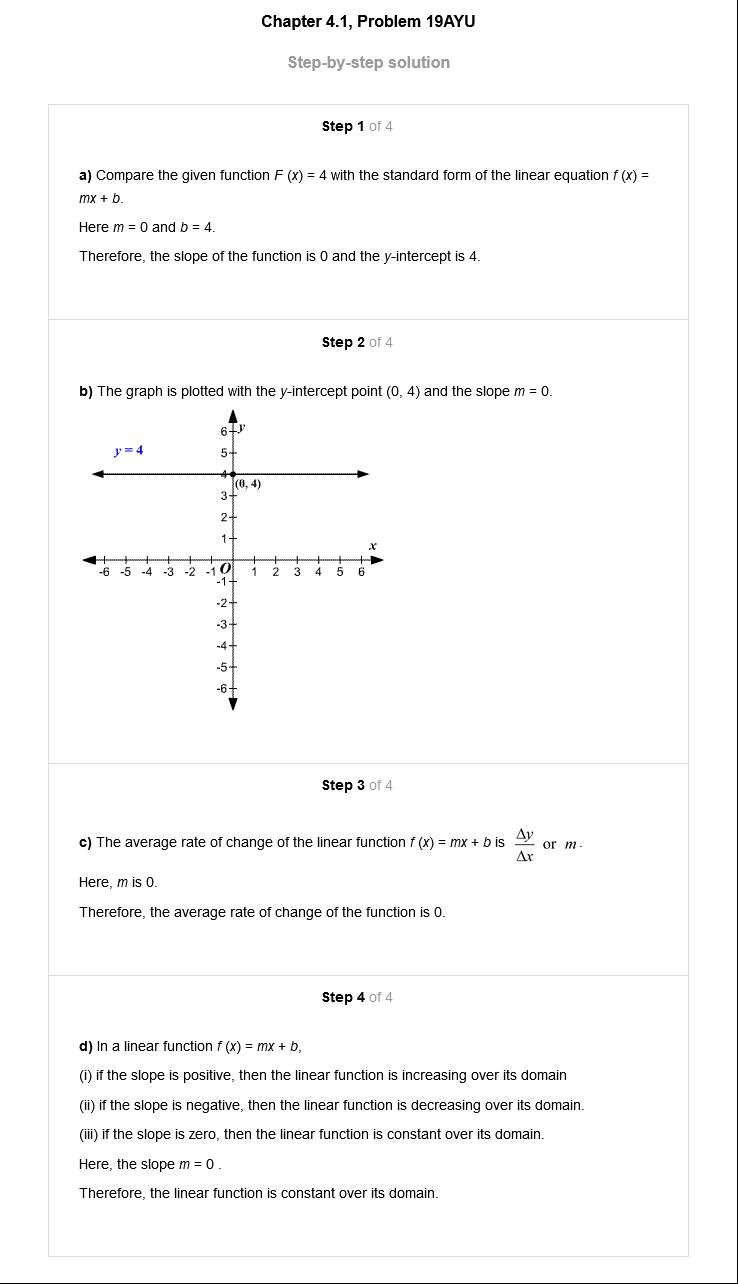 Chapter 4.1, Problem 19AYU
Step-by-step solution
Step 1 of 4
a) Compare the given function F (x) = 4 with the standard form of the linear equation f (x) =
mx + b.
Here m = 0 and b = 4.
Therefore, the slope of the function is 0 and the y-intercept is 4.
Step 2 of 4
b) The graph is plotted with the y-intercept point (0, 4) and the slope m = 0.
6 y
y = 4 5
4
(0, 4)
3
2
1
x
-6 -5 -4 -3 -2 -1 O 1 2 3 4 5 6
-1
-2
-3
-4
-5
-6
Step 3 of 4
c) The average rate of change of the linear function f (x) = mx + b is Δy/Δx or m.
Here, m is 0.
Therefore, the average rate of change of the function is 0.
Step 4 of 4
d) In a linear function f (x) = mx + b,
(i) if the slope is positive, then the linear function is increasing over its domain
(ii) if the slope is negative, then the linear function is decreasing over its domain.
(iii) if the slope is zero, then the linear function is constant over its domain.
Here, the slope m = 0 .
Therefore, the linear function is constant over its domain.